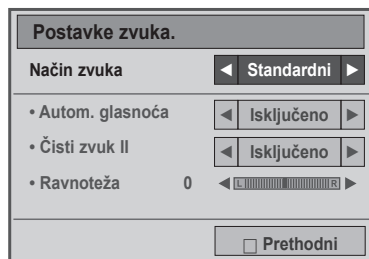 Postavke zvuka.
Način zvuka ◄ Standardni ►
• Autom. glasnoća ◄ Isključeno ►
• Čisti zvuk II ◄ Isključeno ►
• Ravnoteža 0 ◄ L R ►
□ Prethodni